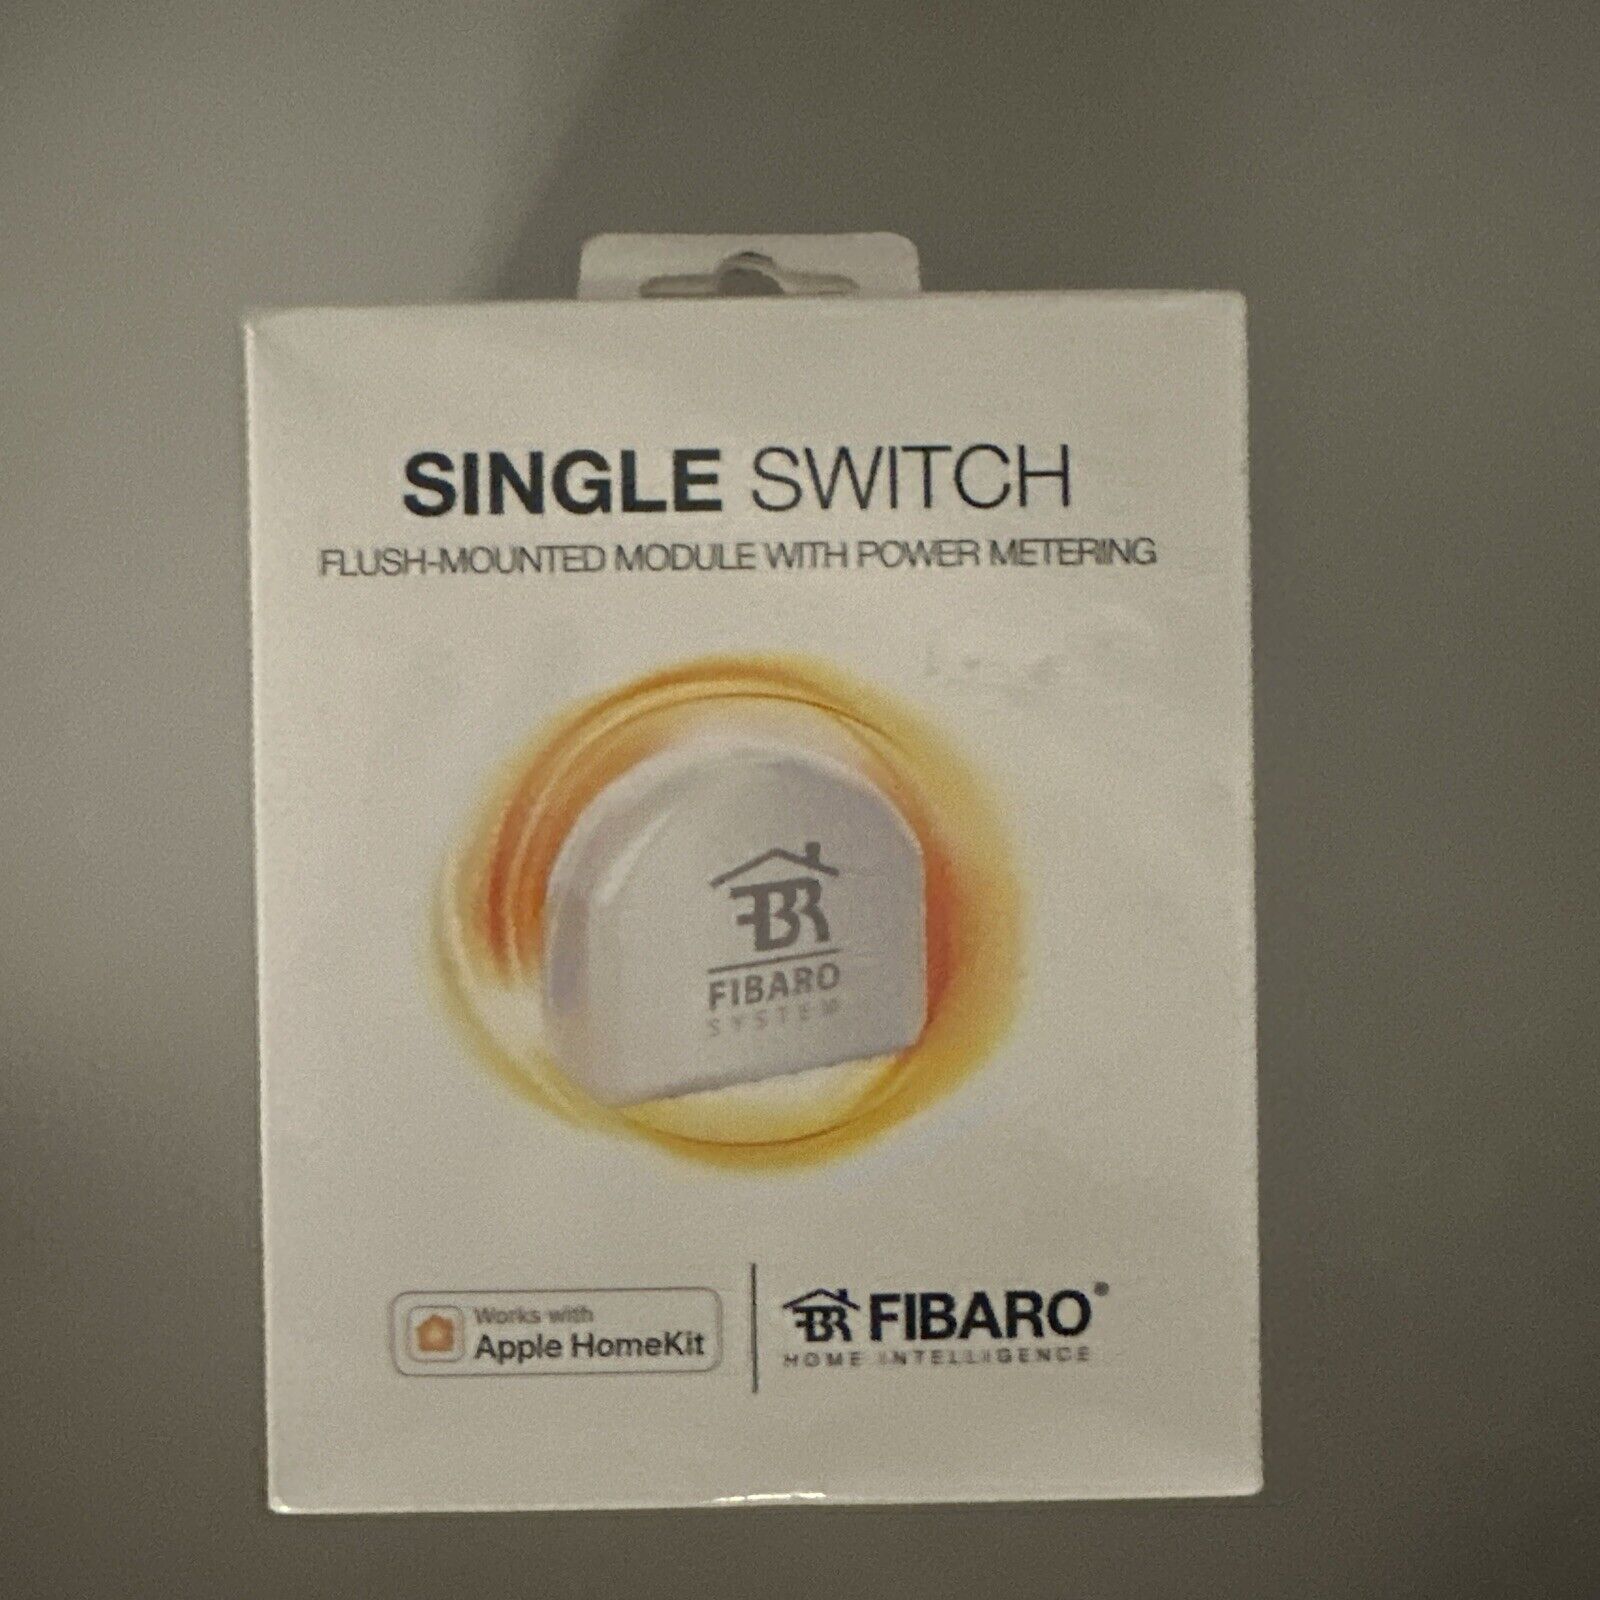 SINGLE SWITCH
FLUSH-MOUNTED MODULE WITH POWER METERING
FIBARO
SYSTEM
Works with
Apple HomeKit
FIBARO®
HOME INTELLIGENCE